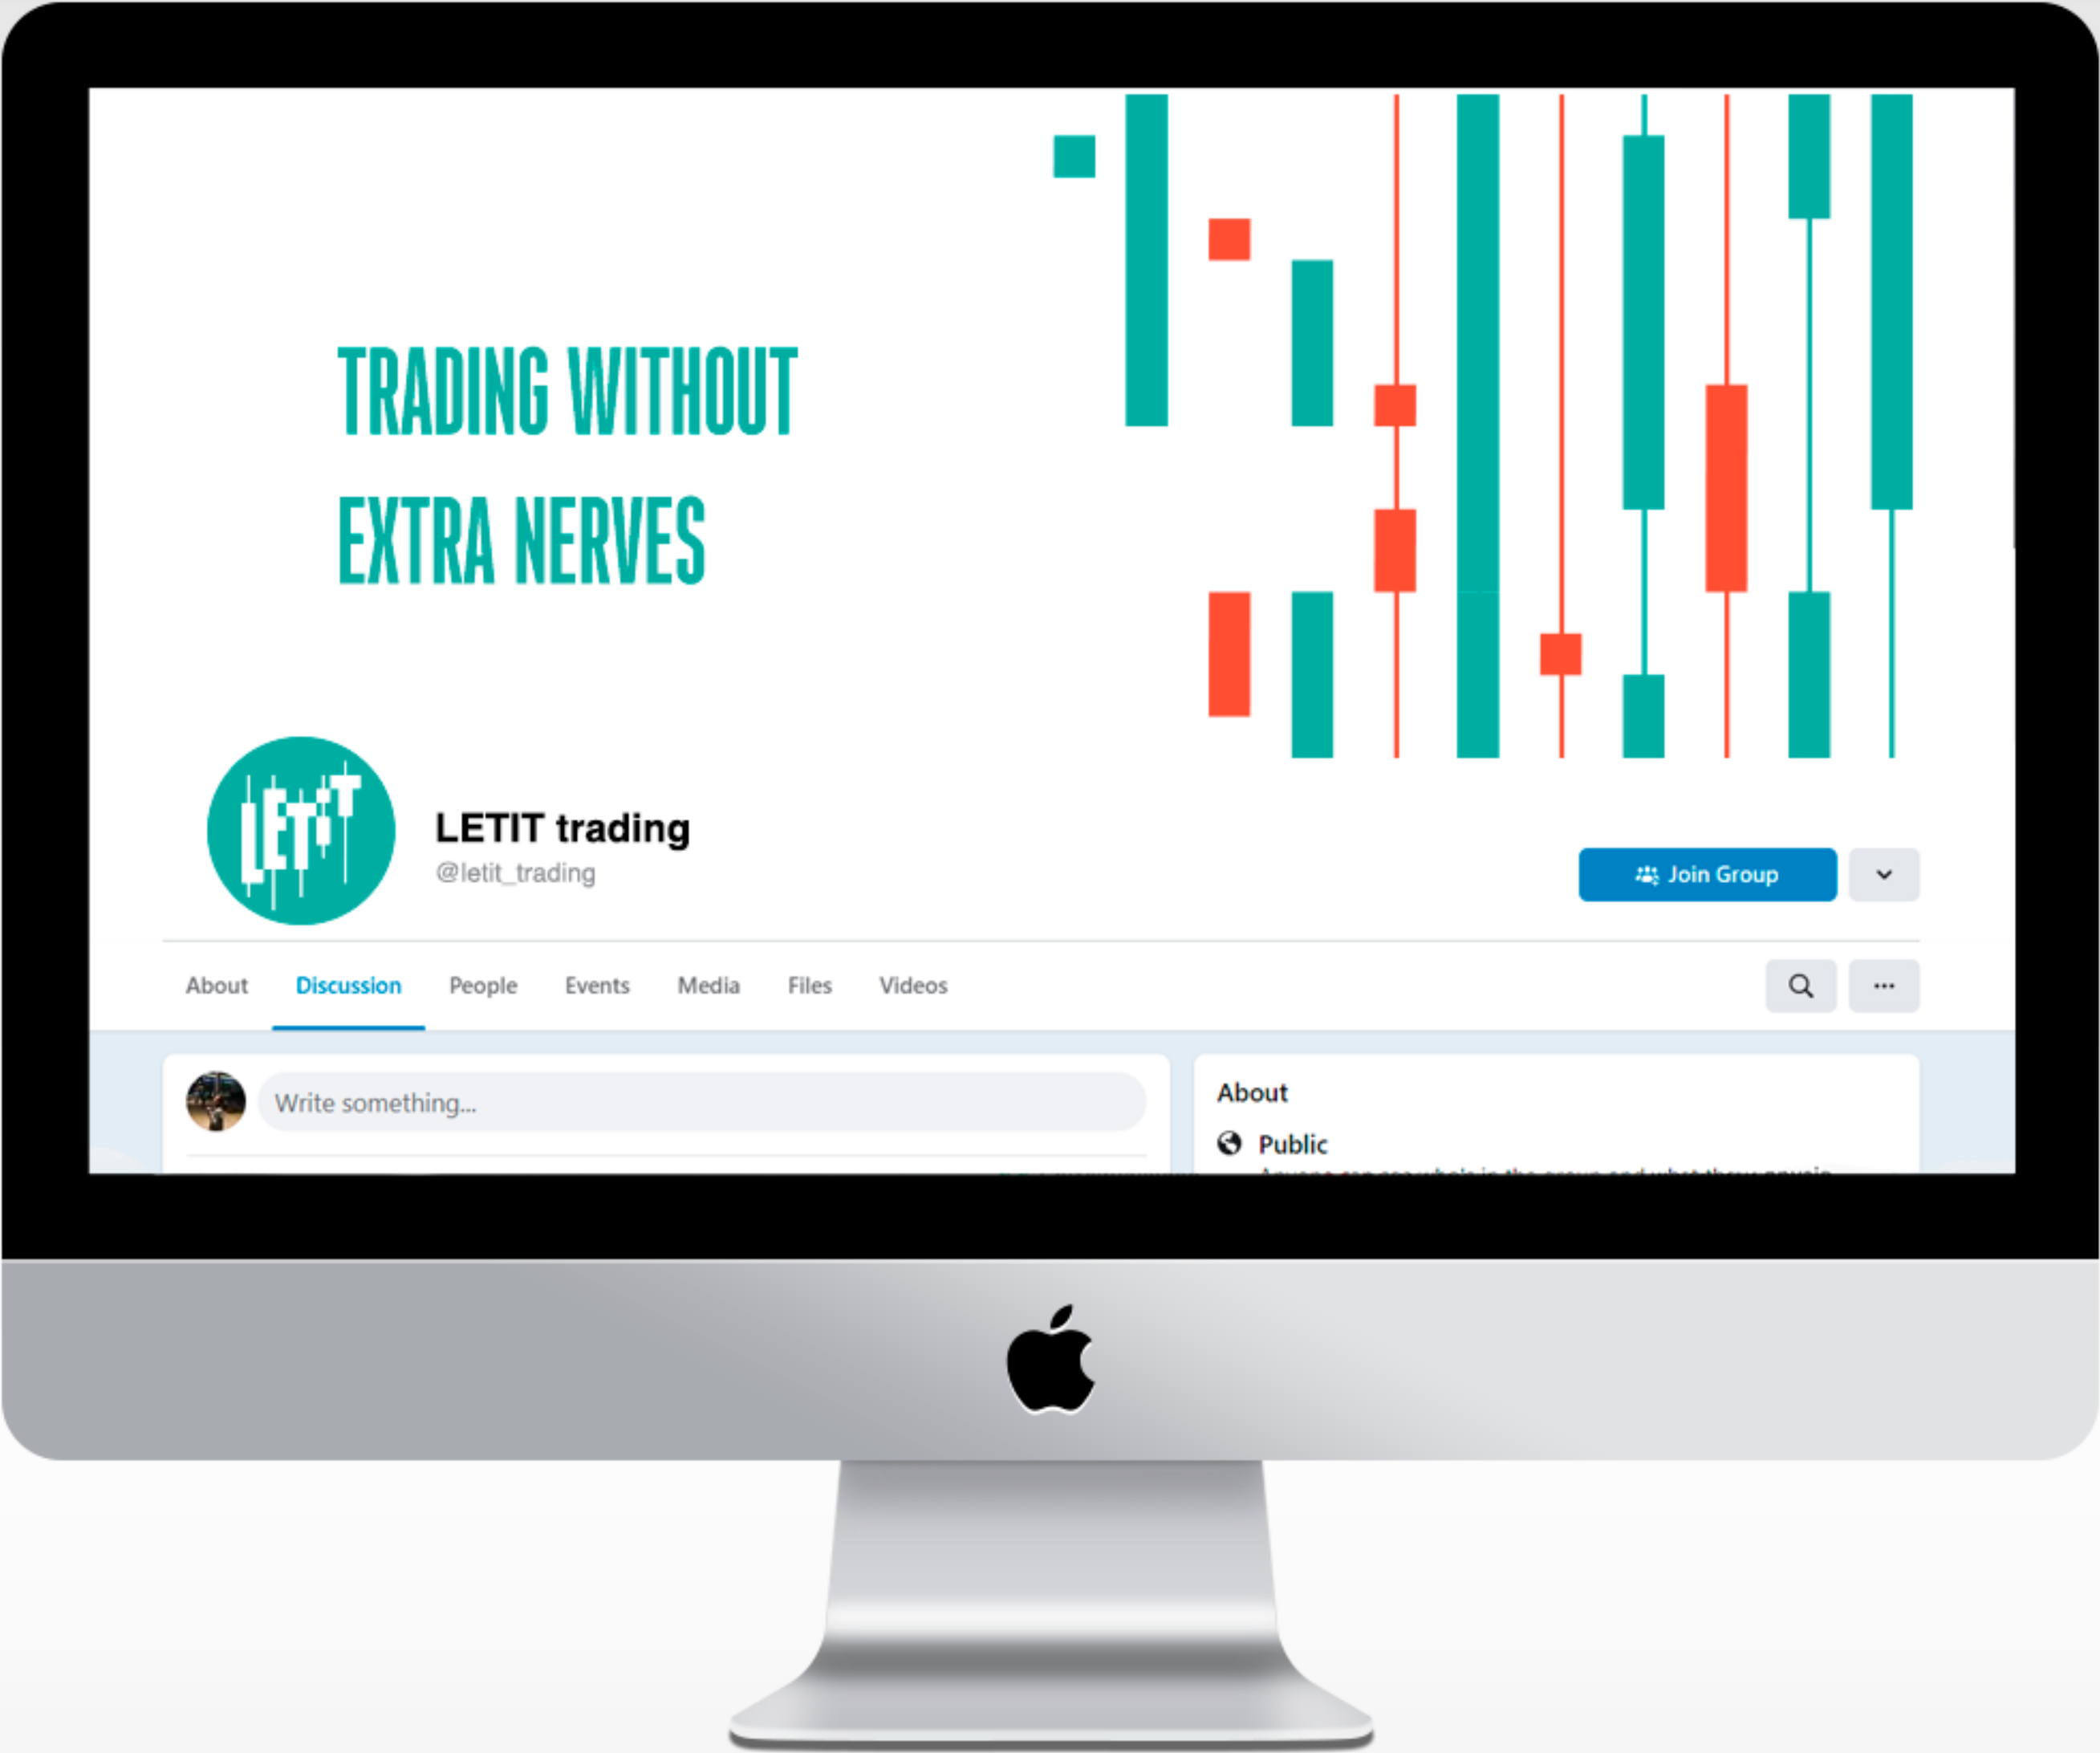 TRADING WITHOUT
EXTRA NERVES
LETIT
LETIT trading
@letit_trading
Join Group
About Discussion People Events Media Files Videos
Write something...
About
Public